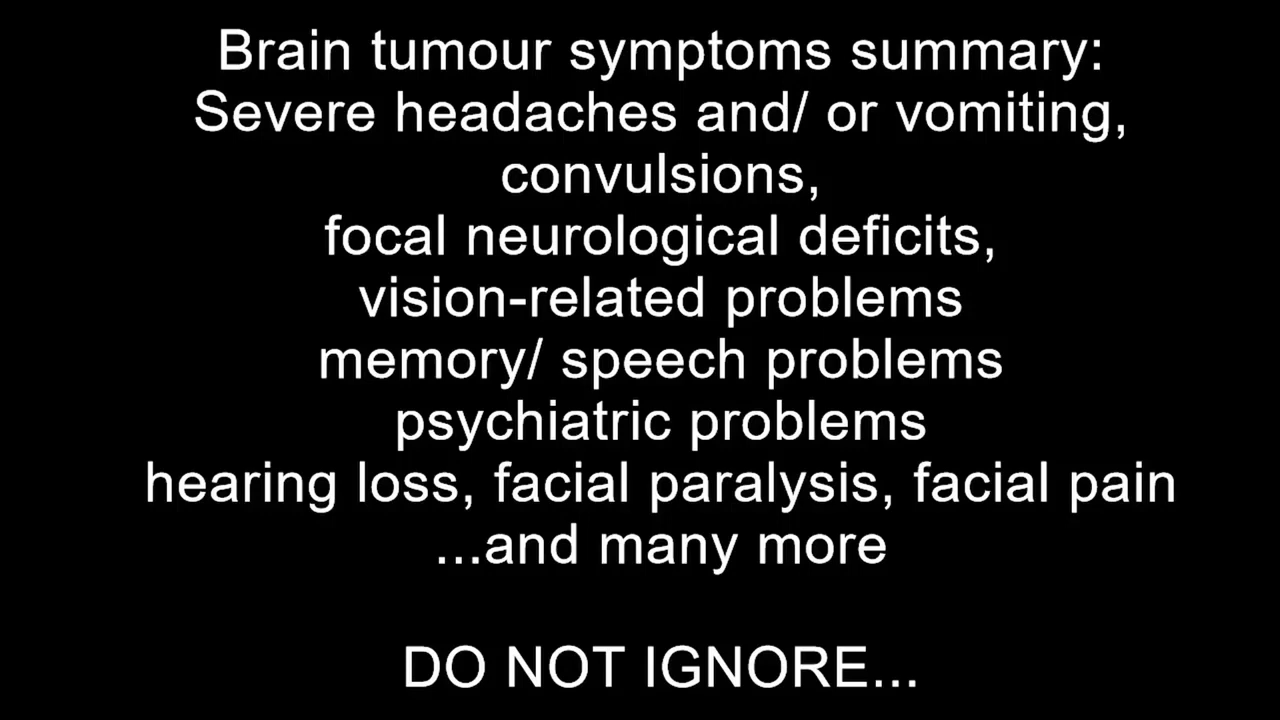 Brain tumour symptoms summary:
Severe headaches and/ or vomiting,
convulsions,
focal neurological deficits,
vision-related problems
memory/ speech problems
psychiatric problems
hearing loss, facial paralysis, facial pain
...and many more
DO NOT IGNORE...